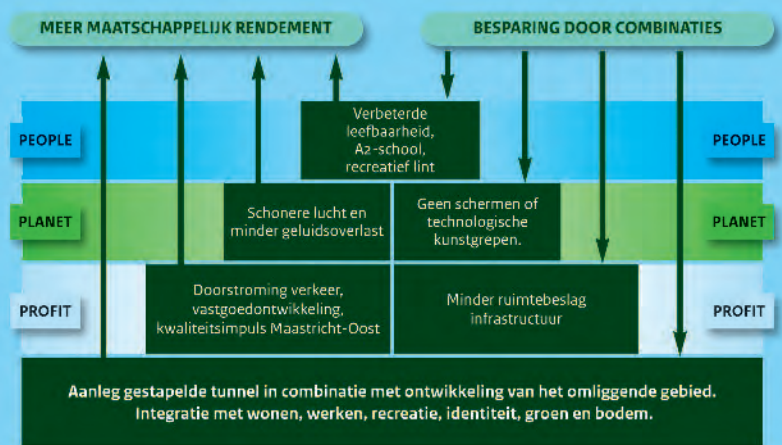 MEER MAATSCHAPPELIJK RENDEMENT
BESPARING DOOR COMBINATIES
PEOPLE
Verbeterde
leefbaarheid,
A2-school,
recreatief lint
PEOPLE
PLANET
Schonere lucht en
minder geluidsoverlast
Geen schermen of
technologische
kunstgrepen.
PLANET
PROFIT
Doorstroming verkeer,
vastgoedontwikkeling,
kwaliteitsimpuls Maastricht-Oost
Minder ruimtebeslag
infrastructuur
PROFIT
Aanleg gestapelde tunnel in combinatie met ontwikkeling van het omliggende gebied.
Integratie met wonen, werken, recreatie, identiteit, groen en bodem.